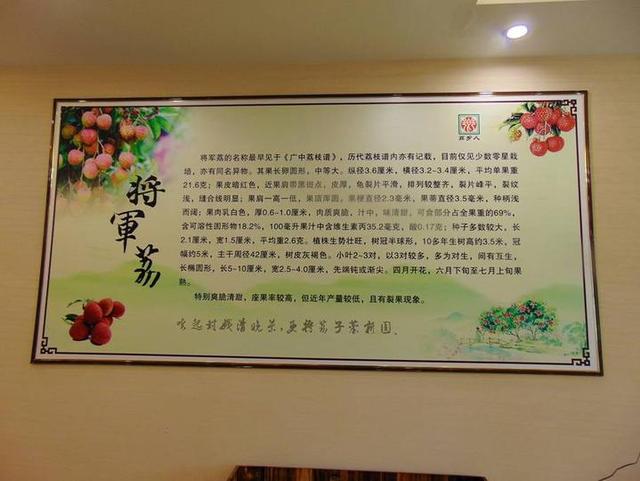 将軍荔
荔乡人
将军荔的名称最早见于《广中荔枝谱》，历代荔枝谱内亦有记载，目前仅见少数零星栽
培，亦有同名异物。其果长卵圆形，中等大。纵径3.6厘米，横径3.2–3.4厘米，平均单果重
21.6克；果皮暗红色，近果肩带黑斑点，皮厚，龟裂片平滑，排列较整齐，裂片峰平，裂纹
浅，缝合线明显；果肩一高一低，果顶浑圆。果梗直径2.3毫米，果蒂直径3.5毫米，种柄浅
而阔；果肉乳白色，厚0.6–1.0厘米，肉质爽脆，汁中，味清甜，可食部分占全果重的69%，
含可溶性固形物18.2%，100毫升果汁中含维生素丙35.2毫克，酸0.17克；种子多数较大，长
2.1厘米，宽1.5厘米，平均重2.6克。植株生势壮旺，树冠半球形，10多年生树高约3.5米，冠
幅约5米，主干周径42厘米，树皮灰褐色。小叶2~3对，以3对较多，多为对生，间有互生，
长椭圆形，长5–10厘米，宽2.5–4.0厘米，先端钝或渐尖。四月开花，六月下旬至七月上旬果
熟。
特别爽脆清甜，座果率较高，但近年产量较低，且有裂果现象。